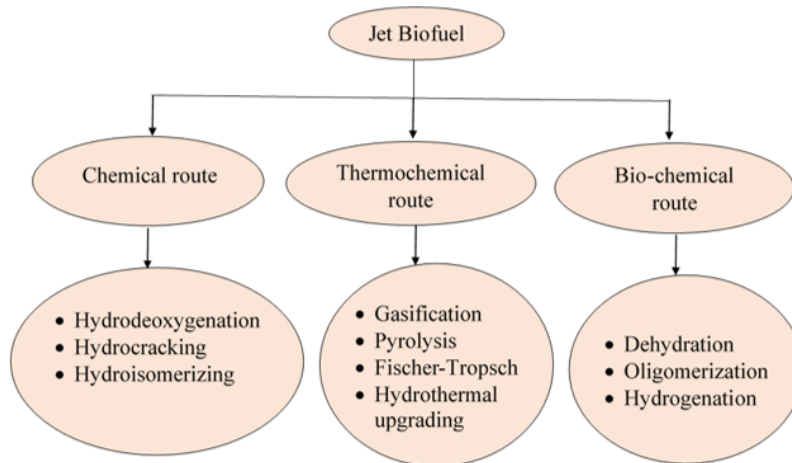 Jet Biofuel
Chemical route
Thermochemical
route
Bio-chemical
route
• Hydrodeoxygenation
• Hydrocracking
• Hydroisomerizing
• Gasification
• Pyrolysis
• Fischer-Tropsch
• Hydrothermal
upgrading
• Dehydration
• Oligomerization
• Hydrogenation